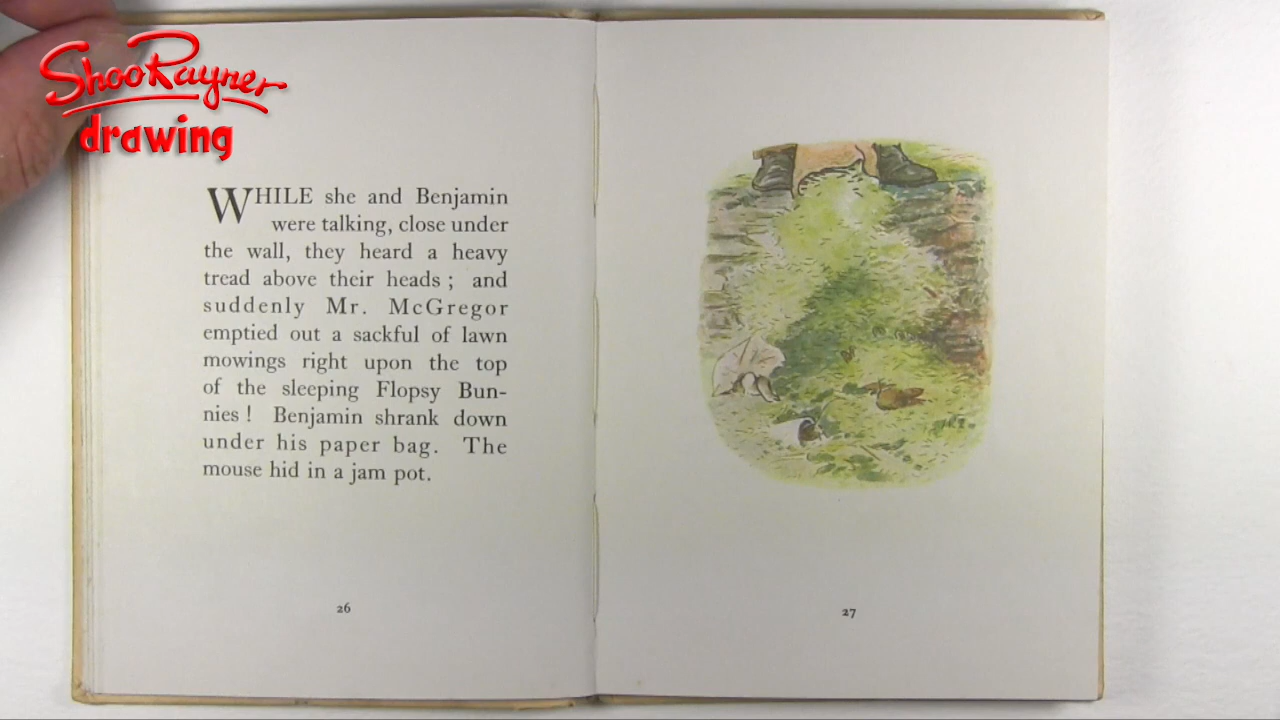 ShooRayner
drawing
WHILE she and Benjamin
were talking, close under
the wall, they heard a heavy
tread above their heads ; and
suddenly Mr. McGregor
emptied out a sackful of lawn
mowings right upon the top
of the sleeping Flopsy Bun-
nies ! Benjamin shrank down
under his paper bag. The
mouse hid in a jam pot.
26
27